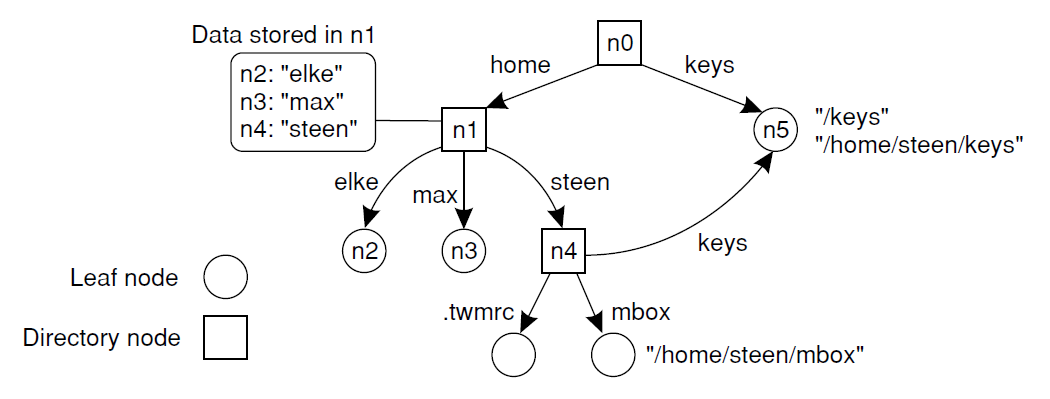 Data stored in n1
n0
n2: "elke"
n3: "max"
n4: "steen"
home
keys
n1
n5
"/keys"
"/home/steen/keys"
elke
max
steen
n2
n3
n4
keys
Leaf node
.twmrc
mbox
Directory node
"/home/steen/mbox"